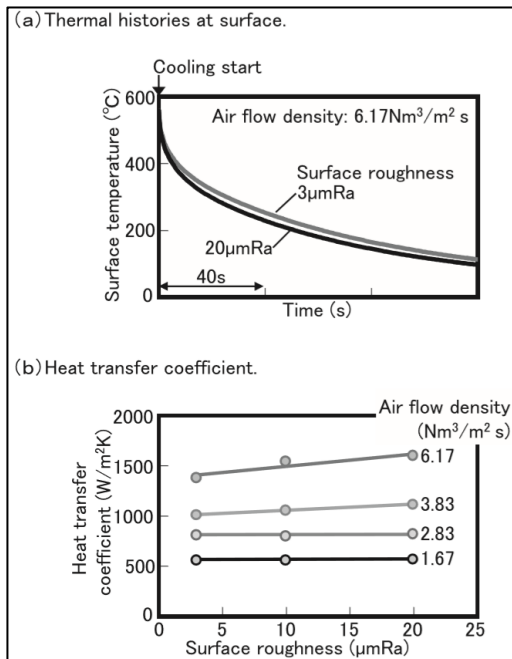 (a) Thermal histories at surface.
Cooling start
600
400
200
0
Surface temperature (℃)
Air flow density: 6.17Nm³/m² s
Surface roughness
3μmRa
20μmRa
40s
Time (s)
(b) Heat transfer coefficient.
2000
1500
1000
500
0
Heat transfer
coefficient (W/m²K)
Air flow density
(Nm³/m² s)
6.17
3.83
2.83
1.67
0 5 10 15 20 25
Surface roughness (μmRa)